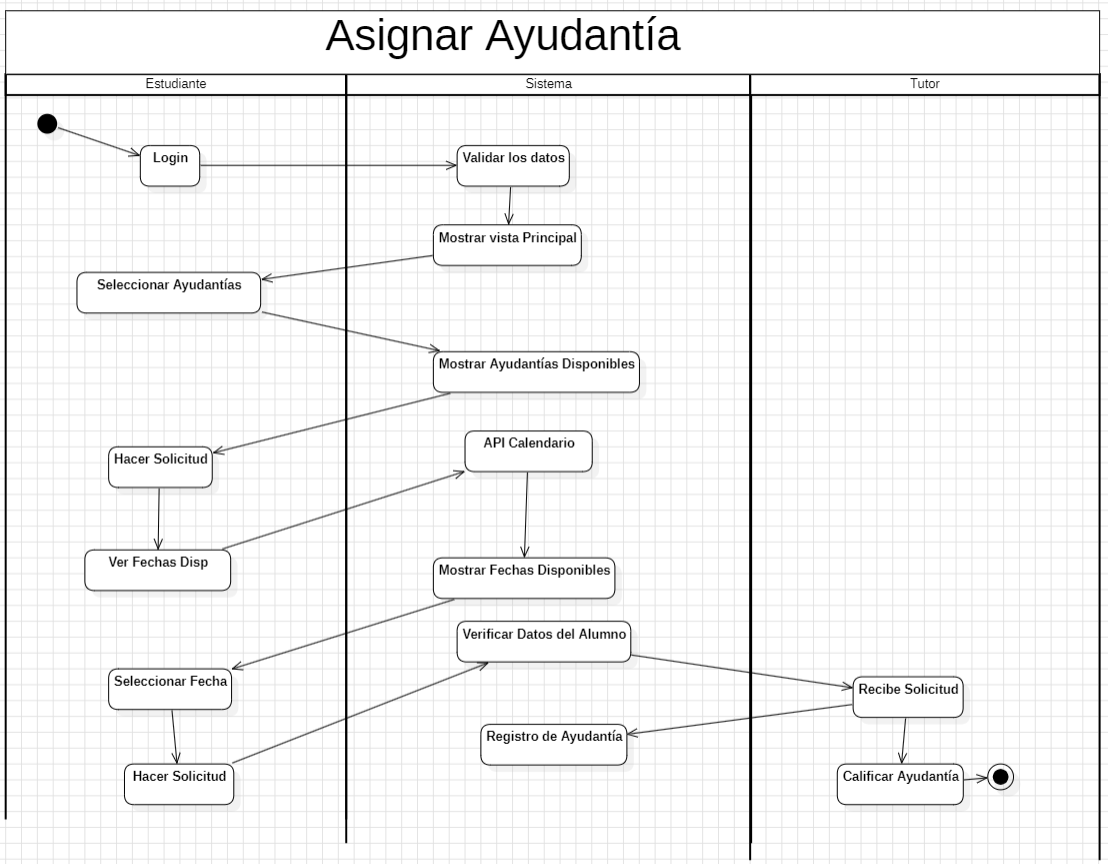 Asignar Ayudantía
Estudiante
Sistema
Tutor
Login
Validar los datos
Mostrar vista Principal
Seleccionar Ayudantías
Mostrar Ayudantías Disponibles
API Calendario
Hacer Solicitud
Ver Fechas Disp
Mostrar Fechas Disponibles
Verificar Datos del Alumno
Seleccionar Fecha
Recibe Solicitud
Registro de Ayudantía
Hacer Solicitud
Calificar Ayudantía